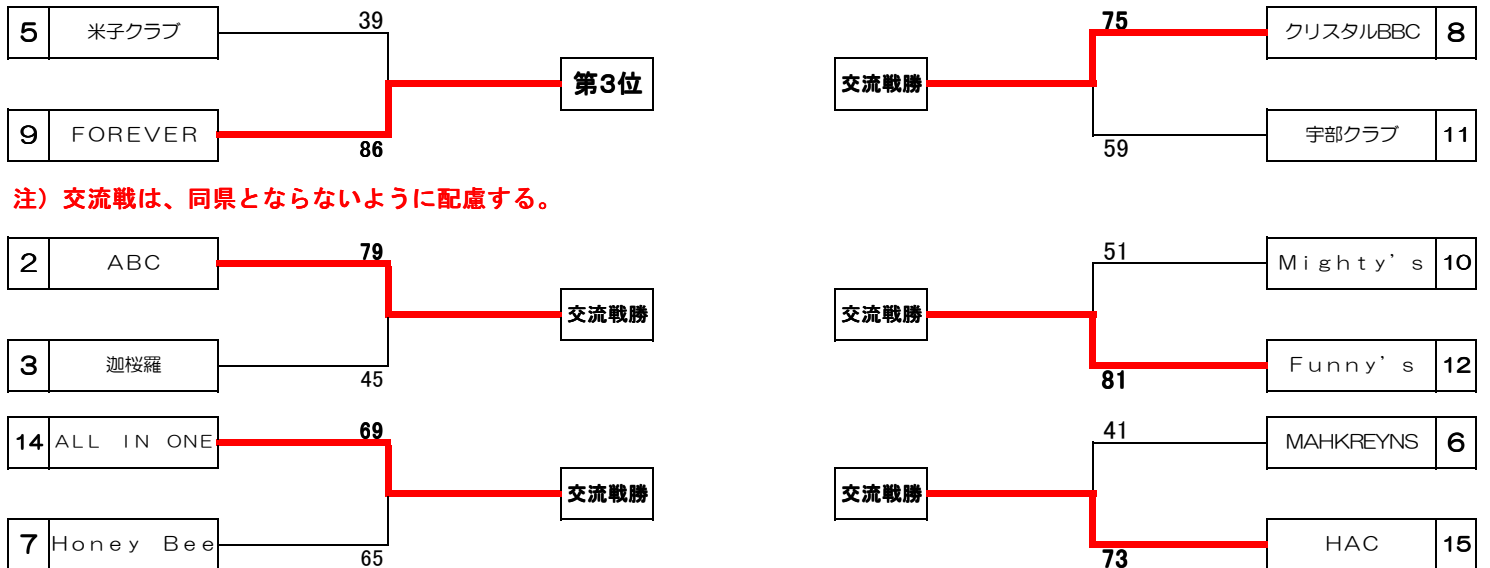 5 米子クラブ 39 75 クリスタルBBC 8
第3位 交流戦勝
9 ＦＯＲＥＶＥＲ 86 59 宇部クラブ 11
注）交流戦は、同県とならないように配慮する。
2 ＡＢＣ 79 51 Ｍｉｇｈｔｙ’ｓ 10
交流戦勝 交流戦勝
3 迦桜羅 45 81 Ｆｕｎｎｙ’ｓ 12
14 ＡＬＬ ＩＮ ＯＮＥ 69 41 MAHKREYNS 6
交流戦勝 交流戦勝
7 Ｈｏｎｅｙ Ｂｅｅ 65 73 ＨＡＣ 15